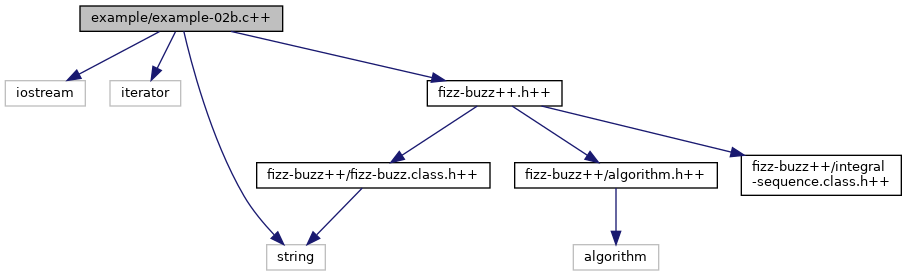 example/example-02b.c++
iostream
iterator
fizz-buzz++.h++
fizz-buzz++/fizz-buzz.class.h++
fizz-buzz++/algorithm.h++
fizz-buzz++/integral
-sequence.class.h++
string
algorithm